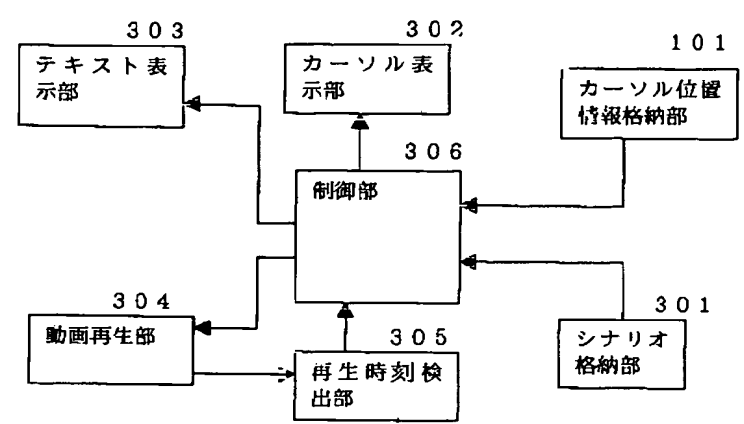 303
テキスト表
示部
302
カーソル表
示部
101
カーソル位置
情報格納部
306
制御部
304
動画再生部
305
再生時刻検
出部
301
シナリオ
格納部